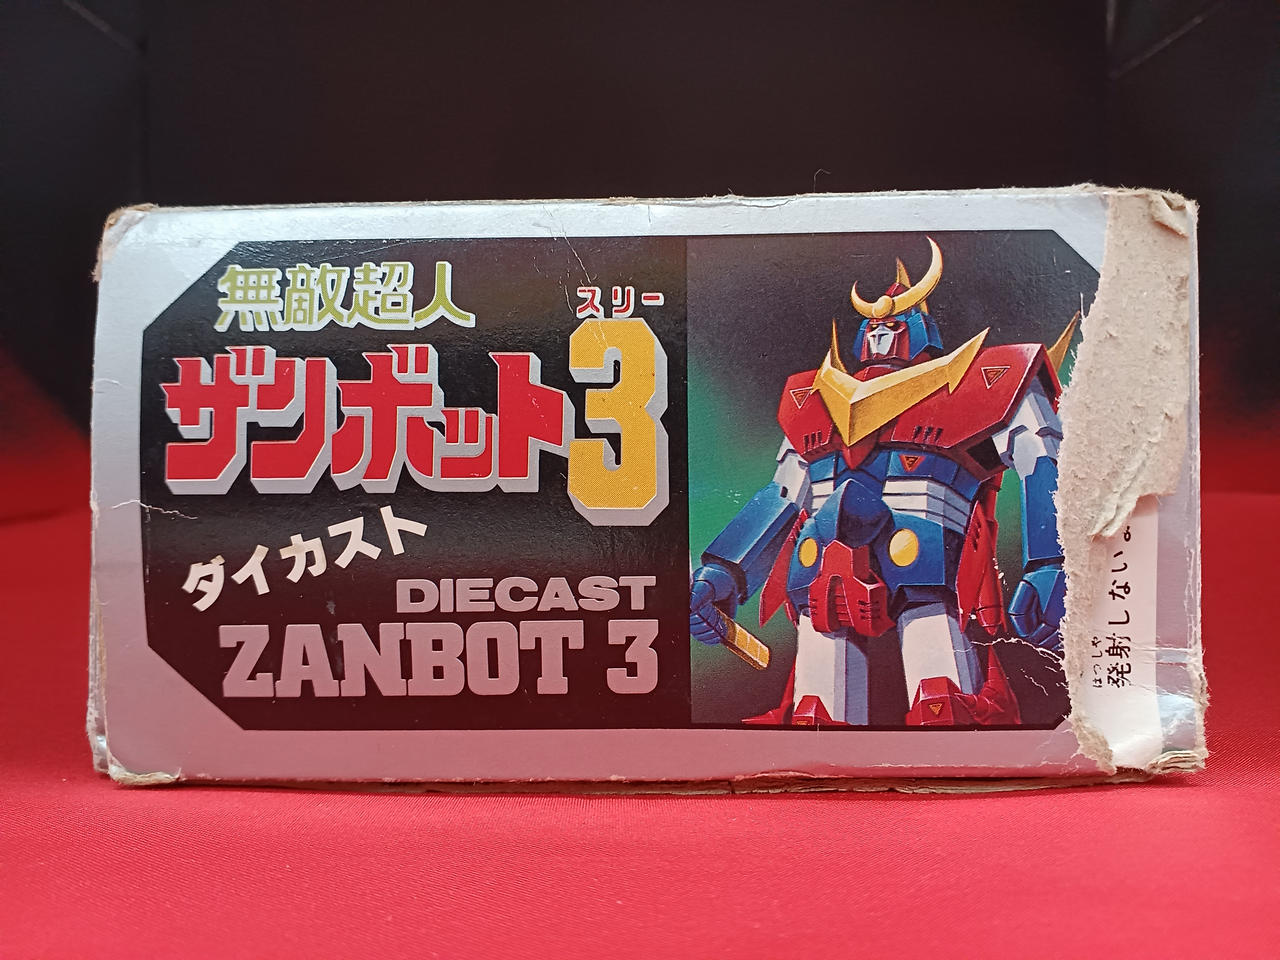 無敵超人
スリー
ザンボット3
ダイカスト
DIECAST
ZANBOT 3
はっしゃ
発射しない